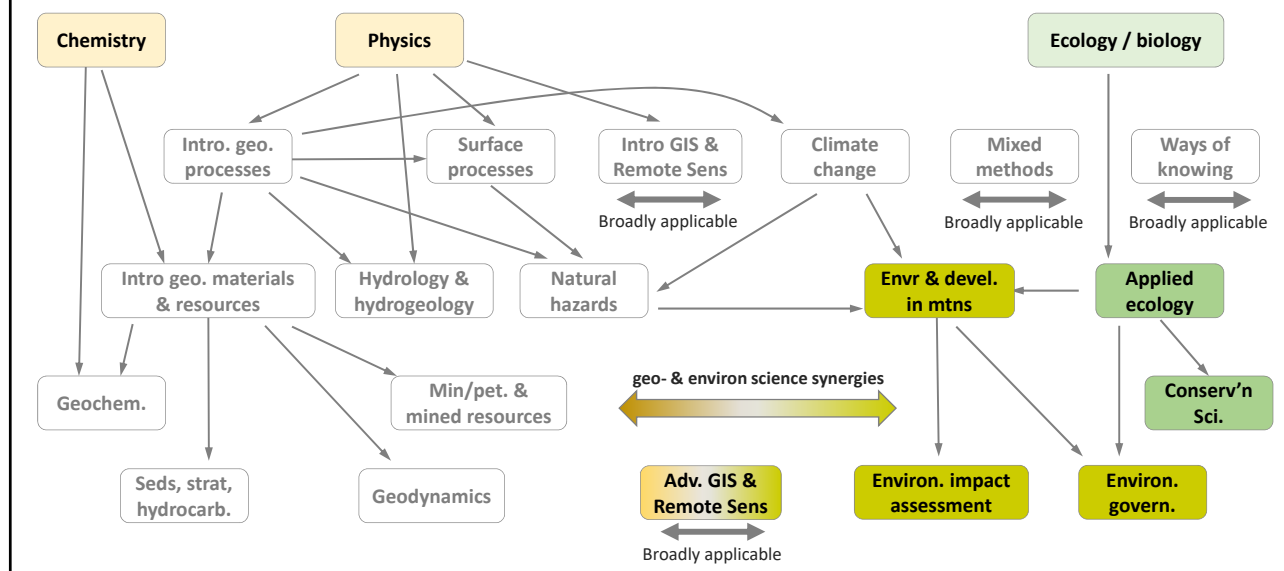 Chemistry
Physics
Ecology / biology
Intro. geo.
processes
Surface
processes
Intro GIS &
Remote Sens
Broadly applicable
Climate
change
Mixed
methods
Broadly applicable
Ways of
knowing
Broadly applicable
Intro geo. materials
& resources
Hydrology &
hydrogeology
Natural
hazards
Envr & devel.
in mtns
Applied
ecology
Geochem.
Min/pet. &
mined resources
geo- & environ science synergies
Conserv'n
Sci.
Seds, strat,
hydrocarb.
Geodynamics
Adv. GIS &
Remote Sens
Broadly applicable
Environ. impact
assessment
Environ.
govern.